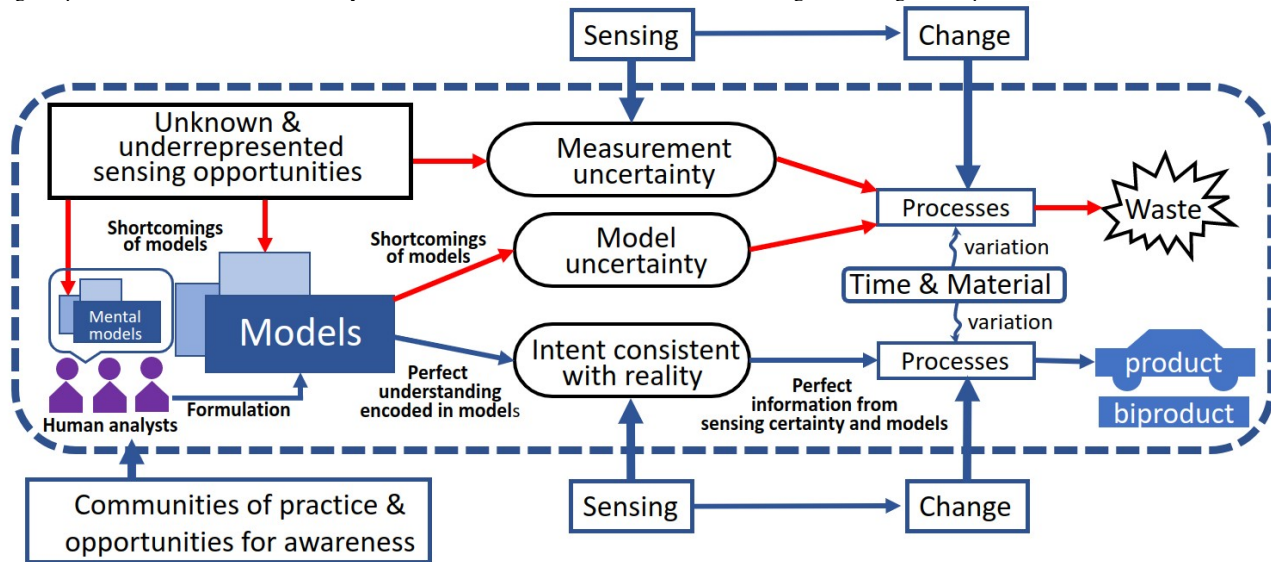 Sensing
Change
Unknown &
underrepresented
sensing opportunities
Measurement
uncertainty
Processes
Waste
Shortcomings
of models
Shortcomings
of models
Model
uncertainty
variation
Time & Material
variation
Mental
models
Models
Intent consistent
with reality
Processes
product
biproduct
Perfect
understanding
encoded in models
Perfect
information from
sensing certainty and models
Formulation
Human analysts
Communities of practice &
opportunities for awareness
Sensing
Change